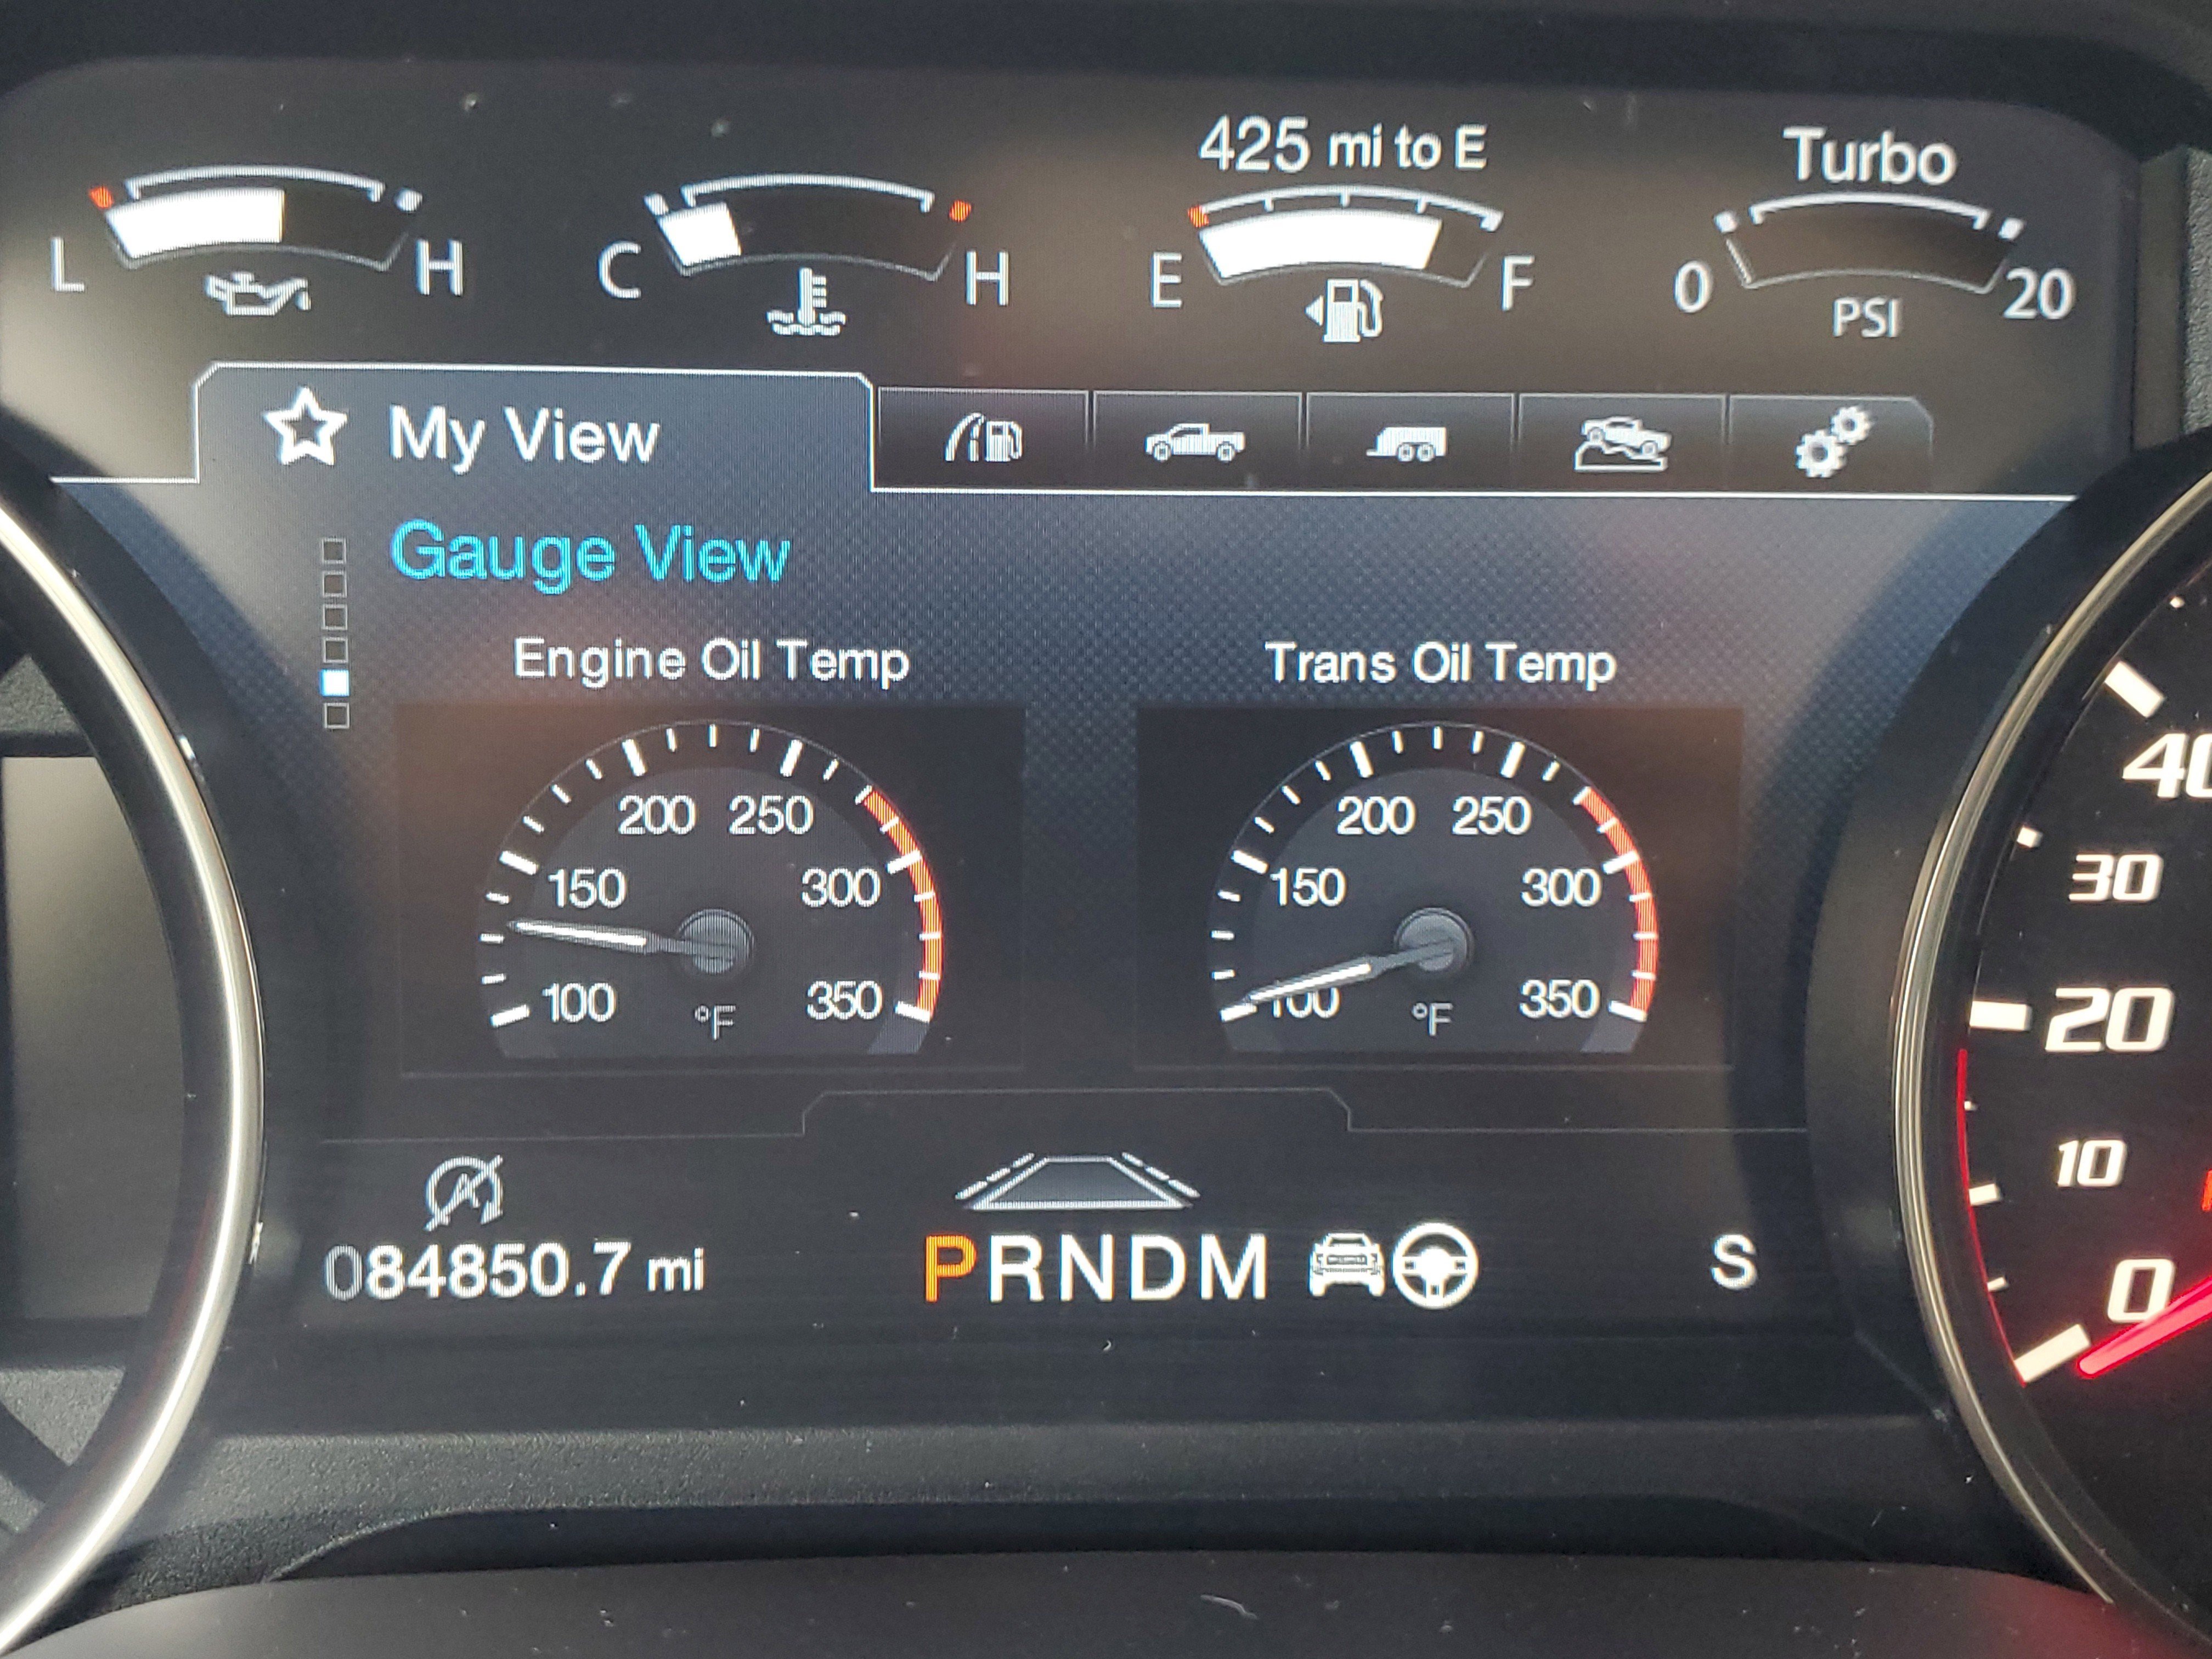 425 mi to E
Turbo
L H
C H
E F
0 20
PSI
My View
Gauge View
Engine Oil Temp
Trans Oil Temp
200 250
150 300
100 350
°F
200 250
150 300
100 350
°F
084850.7 mi
PRNDM
S
40
30
20
10
0